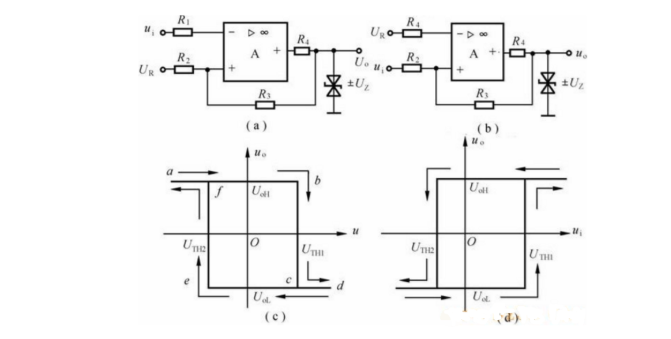 u_i R_1 − ▷ ∞ A + + R_4 U_o
U_R R_2 R_3 ±U_Z
(a)
U_R R_4 − ▷ ∞ A + + R_4 u_o
u_i R_2 R_3 ±U_Z
(b)
a u_o b
f U_oH
U_TH2 O U_TH1 u
e c d
U_oL
(c)
u_o
U_oH
U_TH2 O U_TH1 u_i
U_oL
(d)